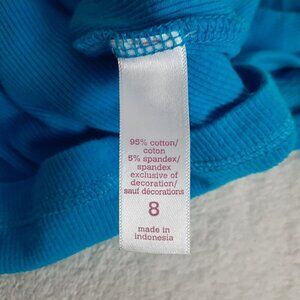 95% cotton/
coton
5% spandex/
spandex
exclusive of
decoration/
sauf décorations
8
made in
indonesia